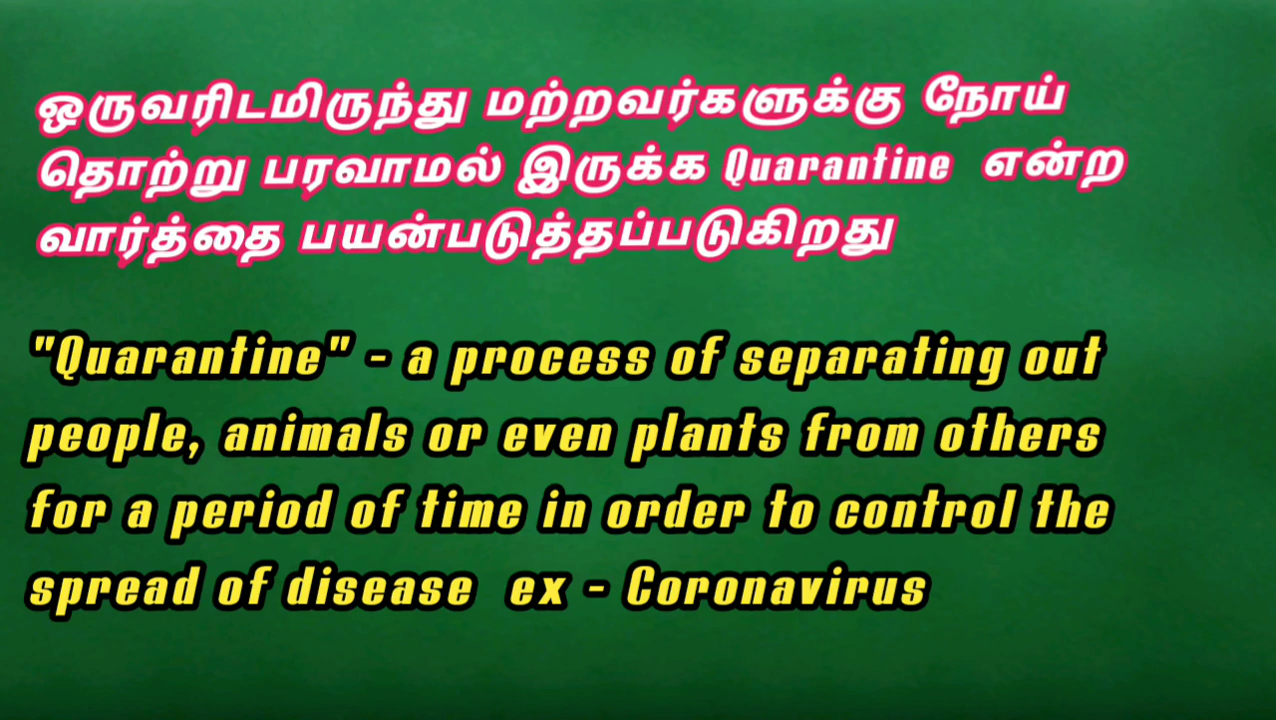 ஒருவரிடமிருந்து மற்றவர்களுக்கு நோய்
தொற்று பரவாமல் இருக்க Quarantine என்ற
வார்த்தை பயன்படுத்தப்படுகிறது
"Quarantine" - a process of separating out
people, animals or even plants from others
for a period of time in order to control the
spread of disease ex - Coronavirus